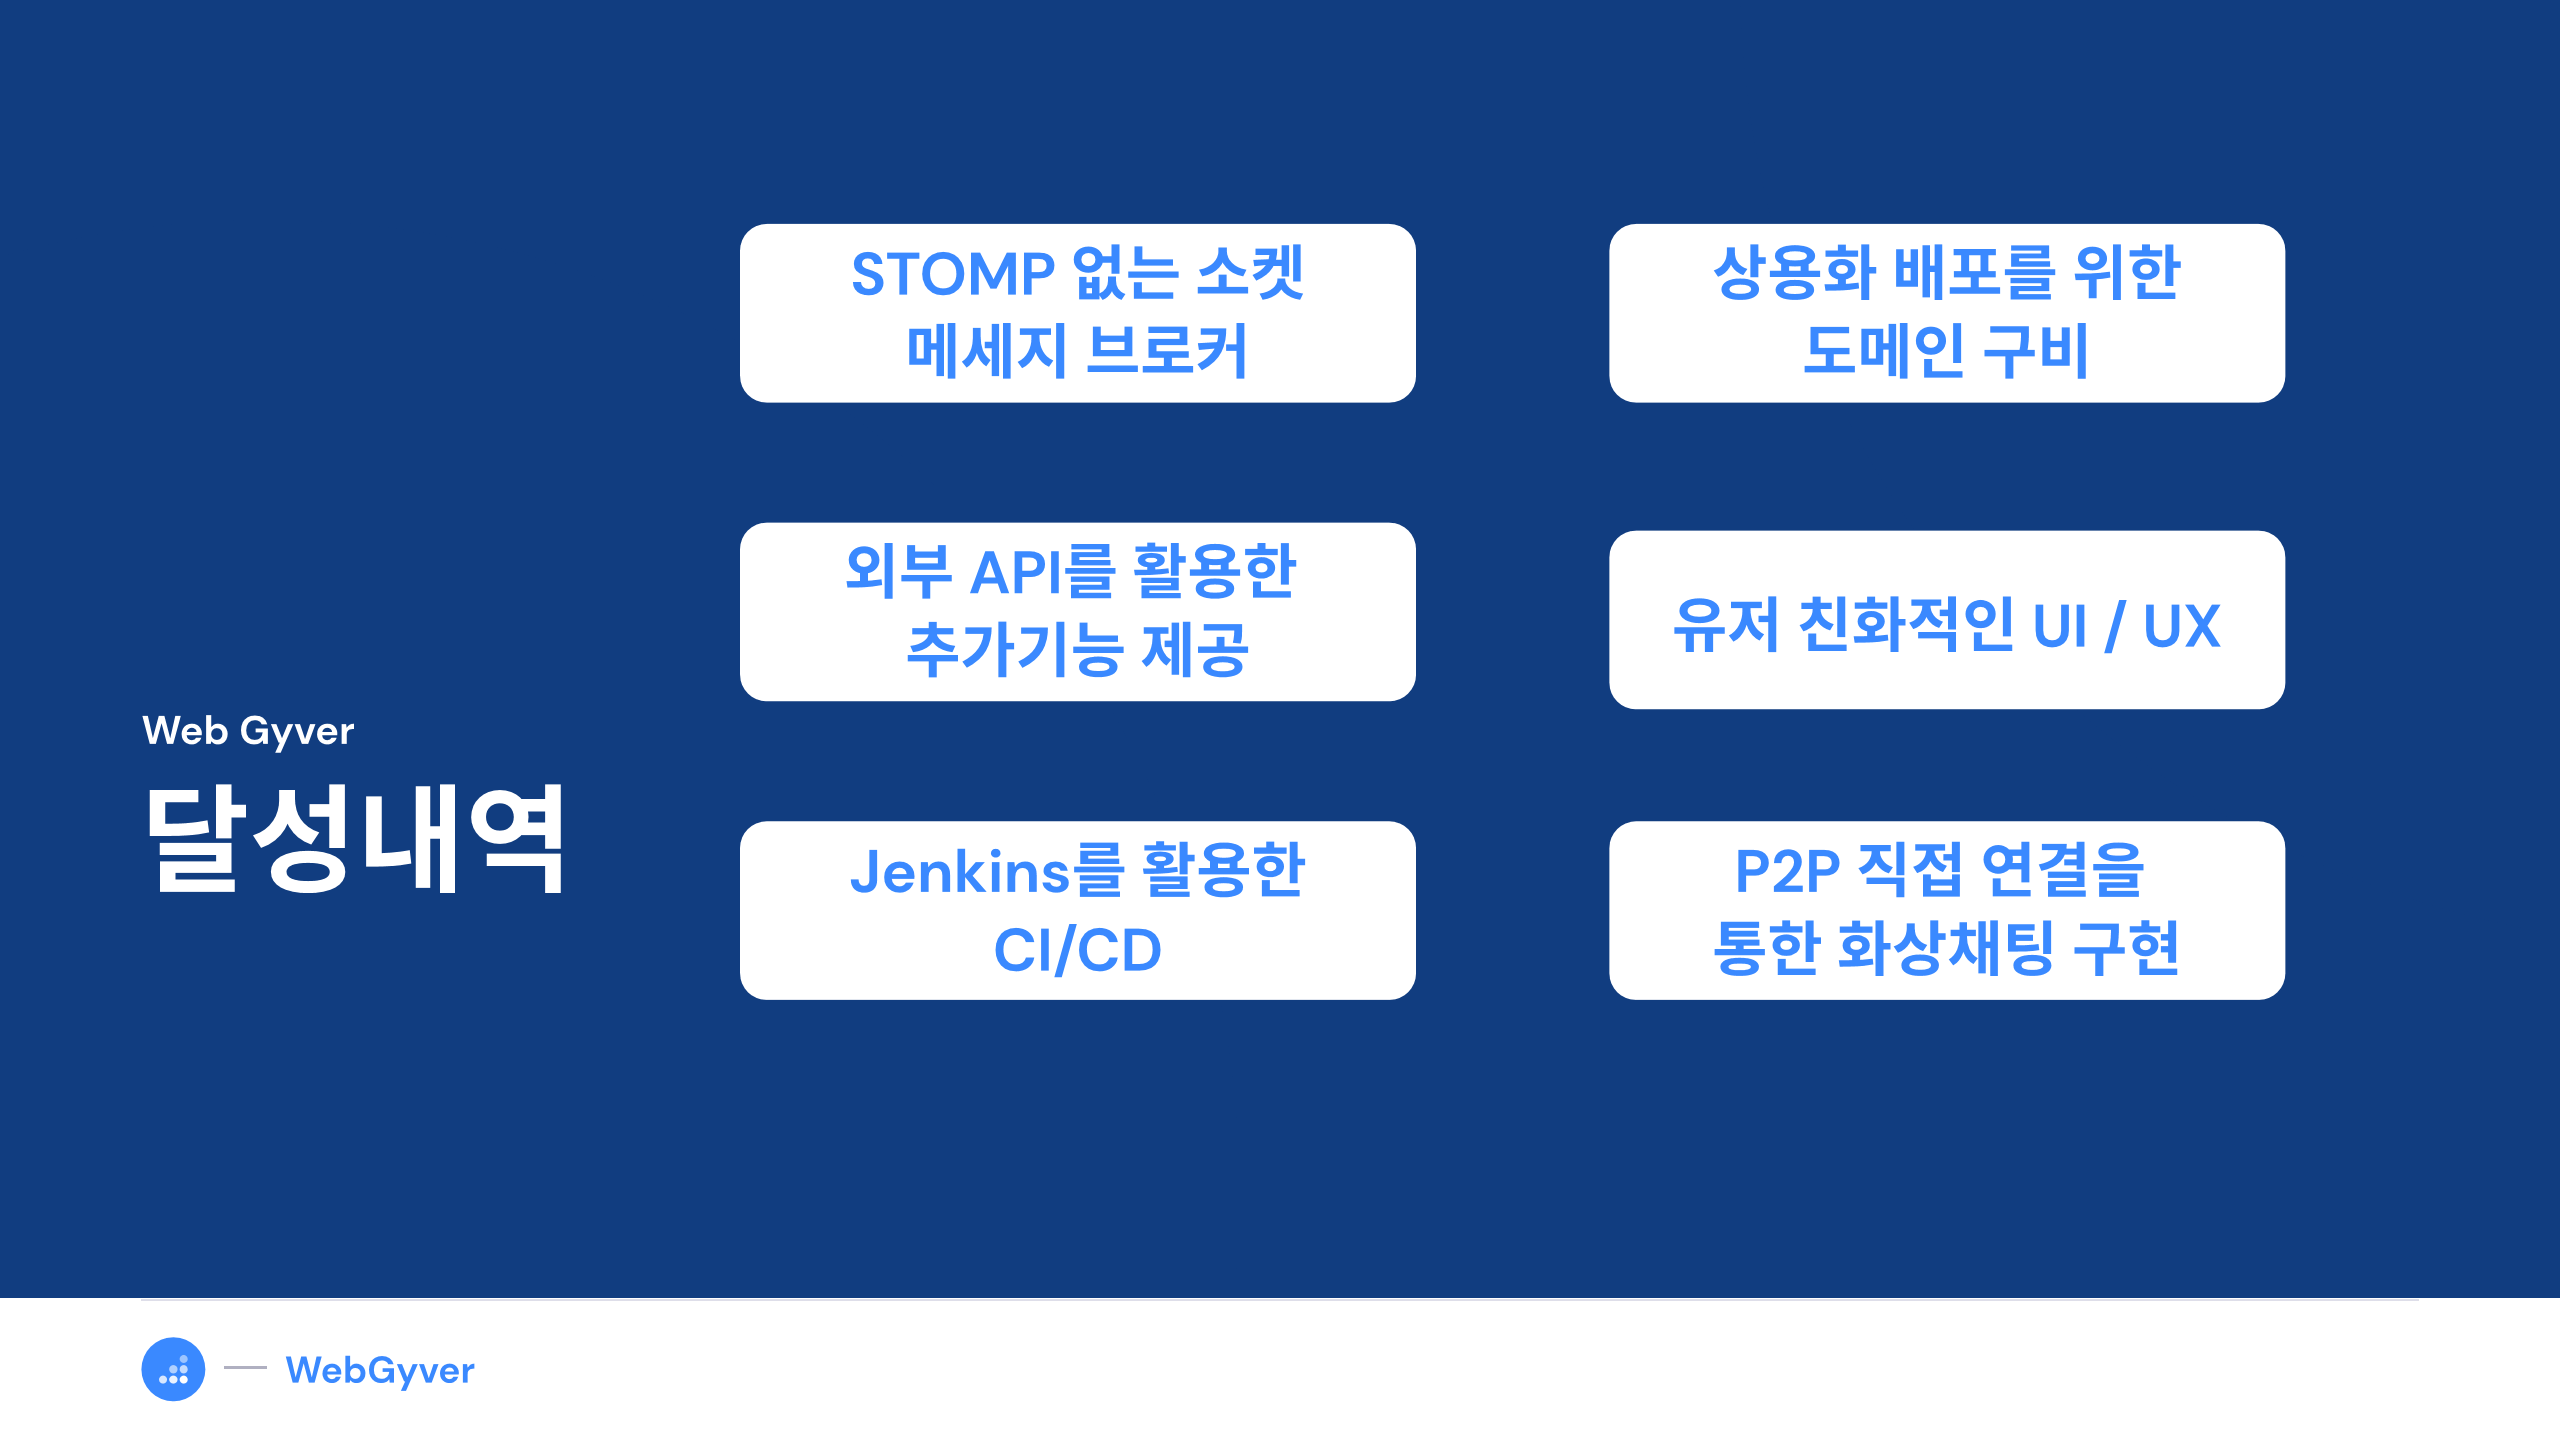 Web Gyver
달성내역
STOMP 없는 소켓
메세지 브로커
상용화 배포를 위한
도메인 구비
외부 API를 활용한
추가기능 제공
유저 친화적인 UI / UX
Jenkins를 활용한
CI/CD
P2P 직접 연결을
통한 화상채팅 구현
WebGyver